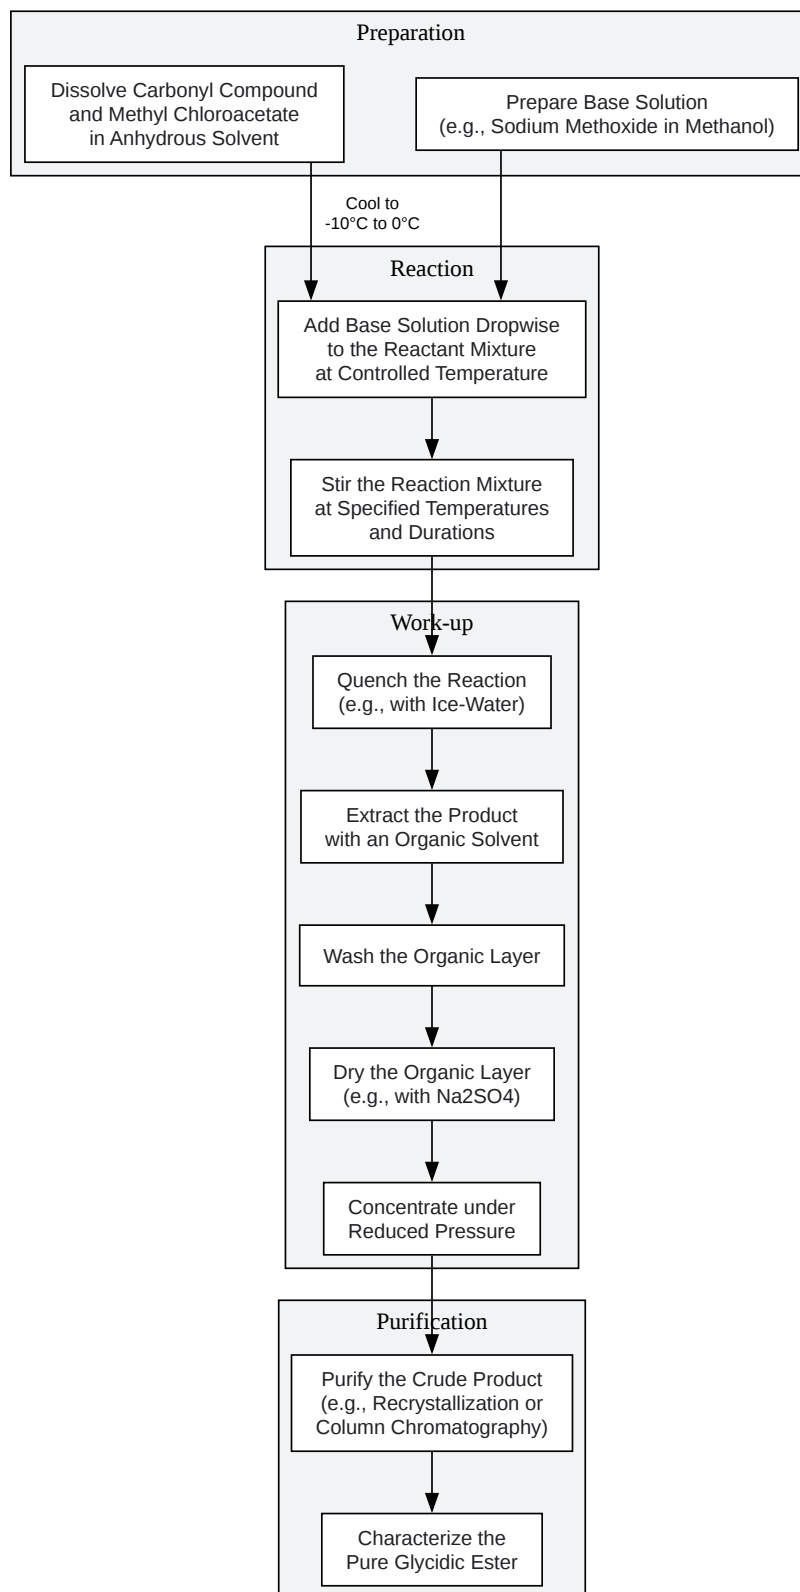 Preparation
Dissolve Carbonyl Compound
and Methyl Chloroacetate
in Anhydrous Solvent
Prepare Base Solution
(e.g., Sodium Methoxide in Methanol)
Cool to
-10°C to 0°C
Reaction
Add Base Solution Dropwise
to the Reactant Mixture
at Controlled Temperature
Stir the Reaction Mixture
at Specified Temperatures
and Durations
Work-up
Quench the Reaction
(e.g., with Ice-Water)
Extract the Product
with an Organic Solvent
Wash the Organic Layer
Dry the Organic Layer
(e.g., with Na2SO4)
Concentrate under
Reduced Pressure
Purification
Purify the Crude Product
(e.g., Recrystallization or
Column Chromatography)
Characterize the
Pure Glycidic Ester